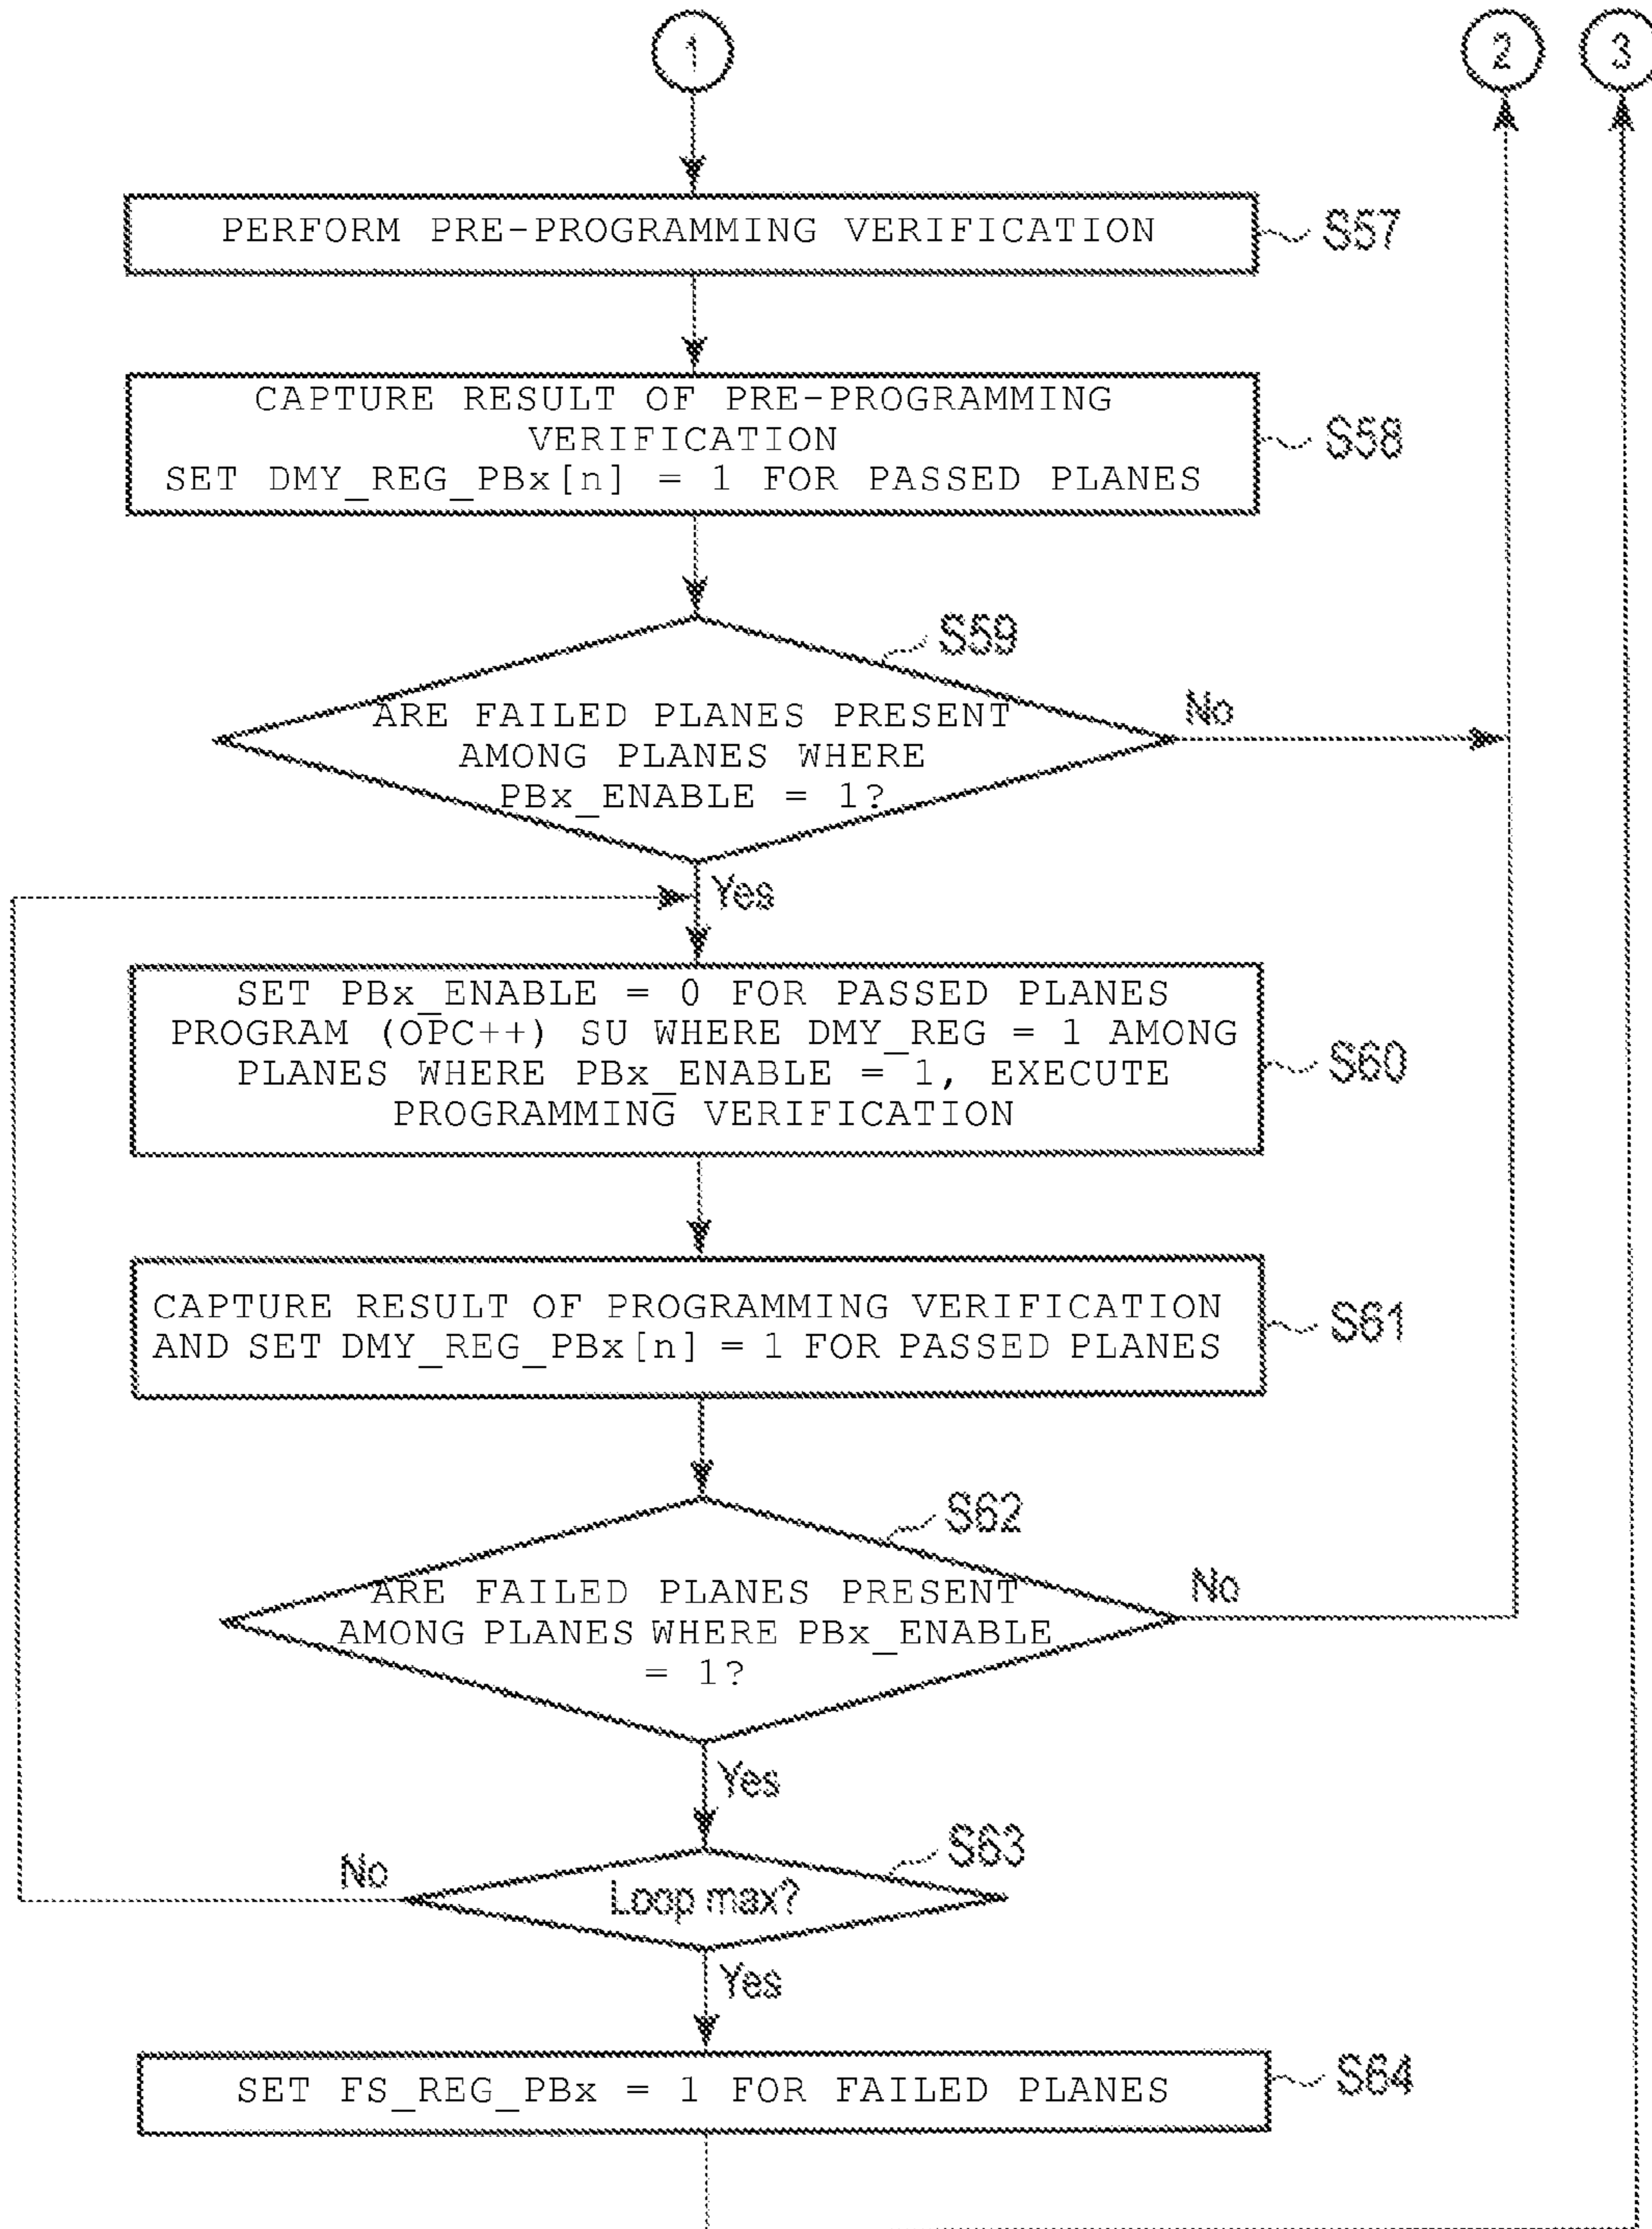 1
2
3
PERFORM PRE-PROGRAMMING VERIFICATION
S57
CAPTURE RESULT OF PRE-PROGRAMMING
VERIFICATION
SET DMY_REG_PBx[n] = 1 FOR PASSED PLANES
S58
S59
ARE FAILED PLANES PRESENT
AMONG PLANES WHERE
PBx_ENABLE = 1?
No
Yes
SET PBx_ENABLE = 0 FOR PASSED PLANES
PROGRAM (OPC++) SU WHERE DMY_REG = 1 AMONG
PLANES WHERE PBx_ENABLE = 1, EXECUTE
PROGRAMMING VERIFICATION
S60
CAPTURE RESULT OF PROGRAMMING VERIFICATION
AND SET DMY_REG_PBx[n] = 1 FOR PASSED PLANES
S61
S62
ARE FAILED PLANES PRESENT
AMONG PLANES WHERE PBx_ENABLE
= 1?
No
Yes
S63
Loop max?
No
Yes
SET FS_REG_PBx = 1 FOR FAILED PLANES
S64